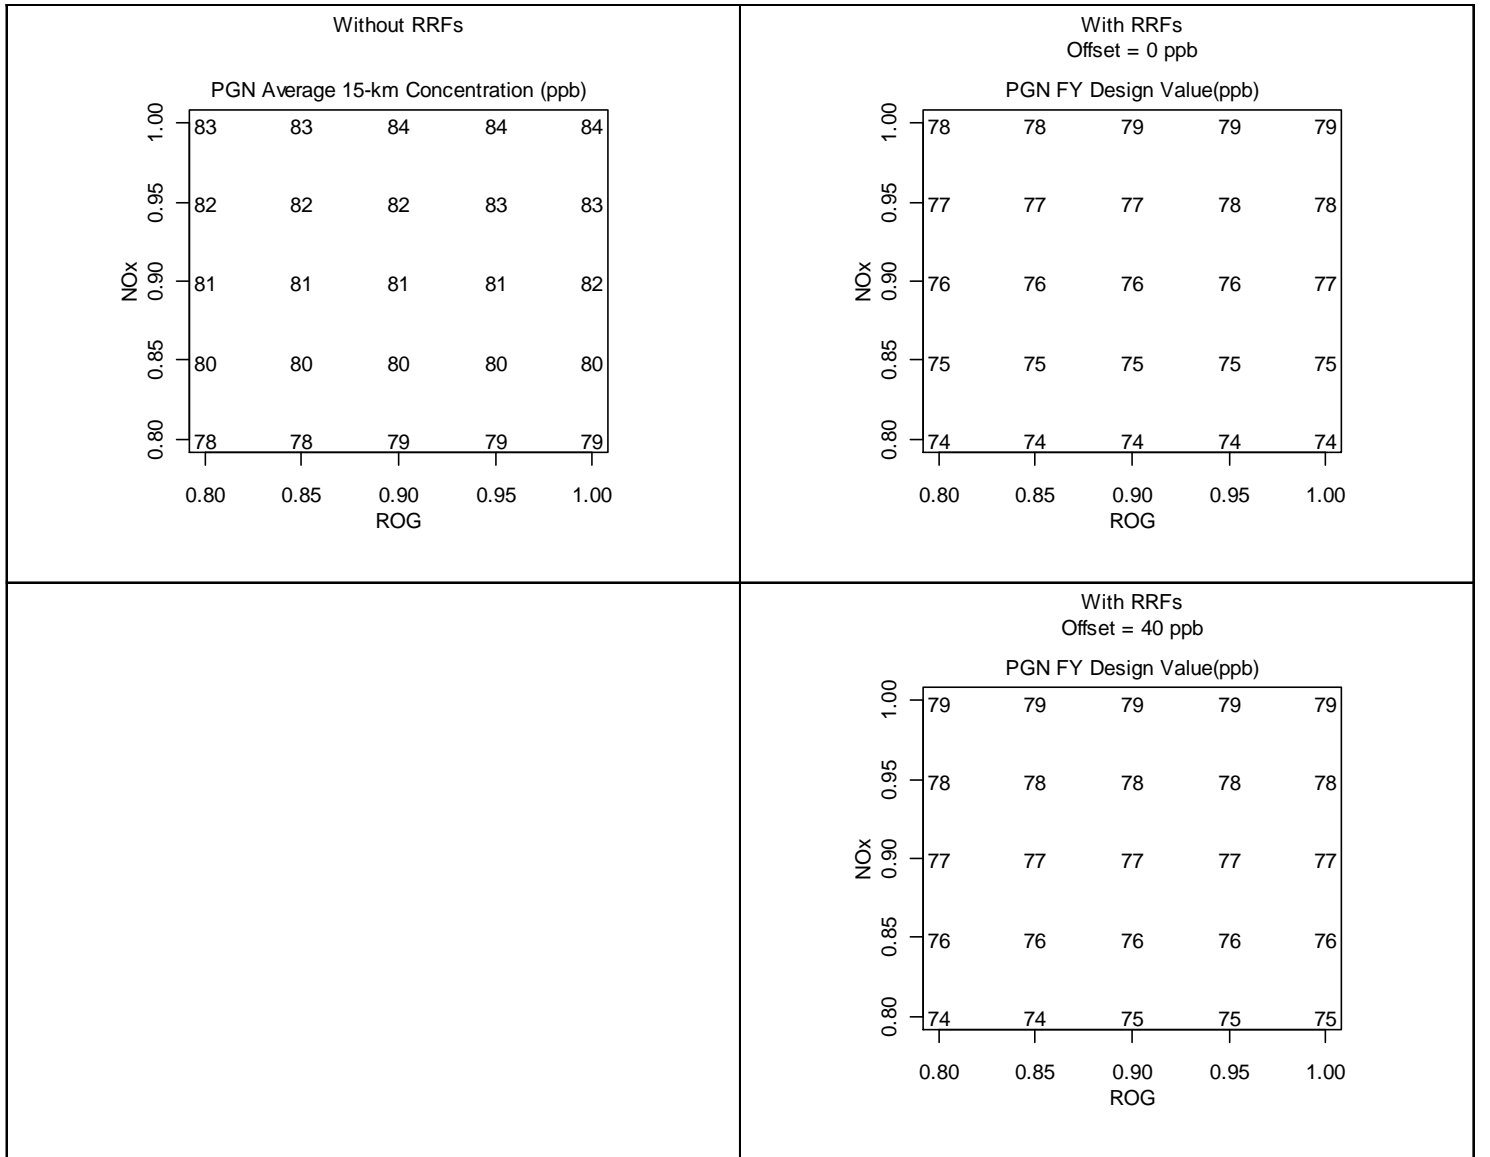 Without RRFs
PGN Average 15-km Concentration (ppb)
1.00 83 83 84 84 84
0.95 82 82 82 83 83
NOx
0.90 81 81 81 81 82
0.85 80 80 80 80 80
0.80 78 78 79 79 79
0.80 0.85 0.90 0.95 1.00
ROG
With RRFs
Offset = 0 ppb
PGN FY Design Value(ppb)
1.00 78 78 79 79 79
0.95 77 77 77 78 78
NOx
0.90 76 76 76 76 77
0.85 75 75 75 75 75
0.80 74 74 74 74 74
0.80 0.85 0.90 0.95 1.00
ROG
With RRFs
Offset = 40 ppb
PGN FY Design Value(ppb)
1.00 79 79 79 79 79
0.95 78 78 78 78 78
NOx
0.90 77 77 77 77 77
0.85 76 76 76 76 76
0.80 74 74 75 75 75
0.80 0.85 0.90 0.95 1.00
ROG